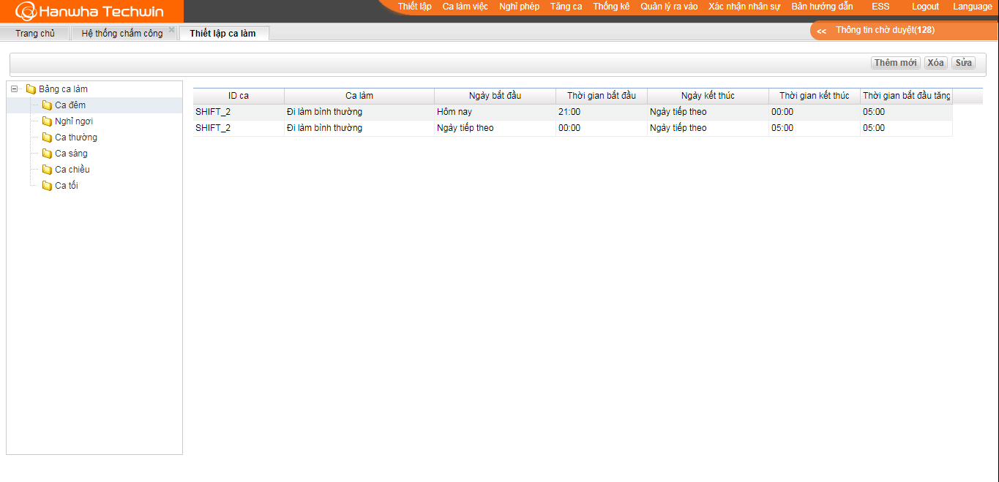 Hanwha Techwin
Thiết lập Ca làm việc Nghỉ phép Tăng ca Thống kê Quản lý ra vào Xác nhận nhân sự Bản hướng dẫn ESS Logout Language
Trang chủ Hệ thống chấm công Thiết lập ca làm << Thông tin chờ duyệt(128)
Thêm mới Xóa Sửa
Bảng ca làm
Ca đêm
Nghỉ ngơi
Ca thường
Ca sáng
Ca chiều
Ca tối
ID ca Ca làm Ngày bắt đầu Thời gian bắt đầu Ngày kết thúc Thời gian kết thúc Thời gian bắt đầu tăng
SHIFT_2 Đi làm bình thường Hôm nay 21:00 Ngày tiếp theo 00:00 05:00
SHIFT_2 Đi làm bình thường Ngày tiếp theo 00:00 Ngày tiếp theo 05:00 05:00